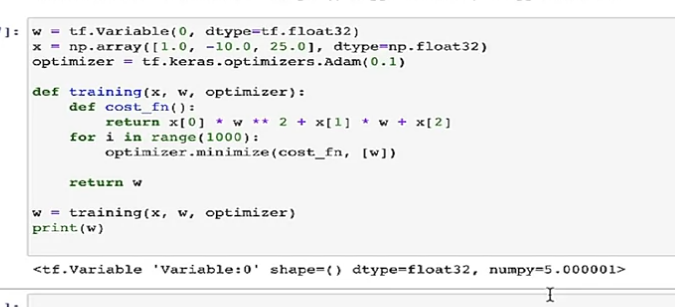 ]: w = tf.Variable(0, dtype=tf.float32)
x = np.array([1.0, -10.0, 25.0], dtype=np.float32)
optimizer = tf.keras.optimizers.Adam(0.1)
def training(x, w, optimizer):
def cost_fn():
return x[0] * w ** 2 + x[1] * w + x[2]
for i in range(1000):
optimizer.minimize(cost_fn, [w])
return w
w = training(x, w, optimizer)
print(w)
<tf.Variable 'Variable:0' shape=() dtype=float32, numpy=5.000001>